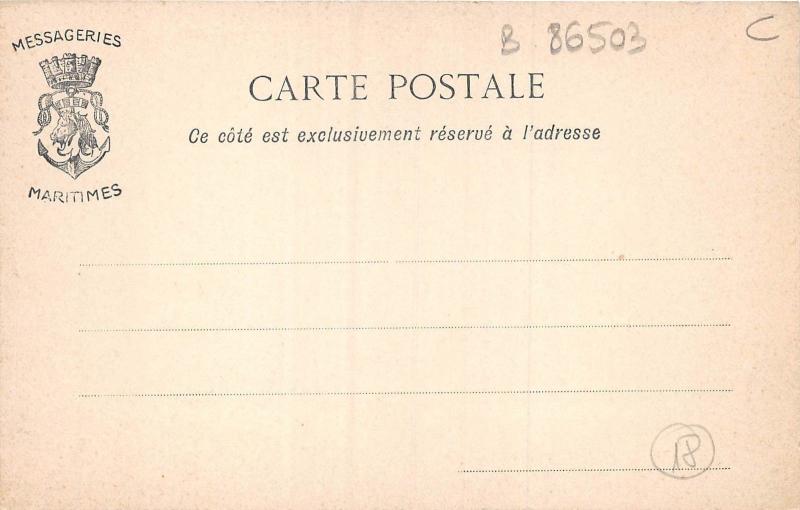 MESSAGERIES
MARITIMES
B 86503
C
CARTE POSTALE
Ce côté est exclusivement réservé à l'adresse
18